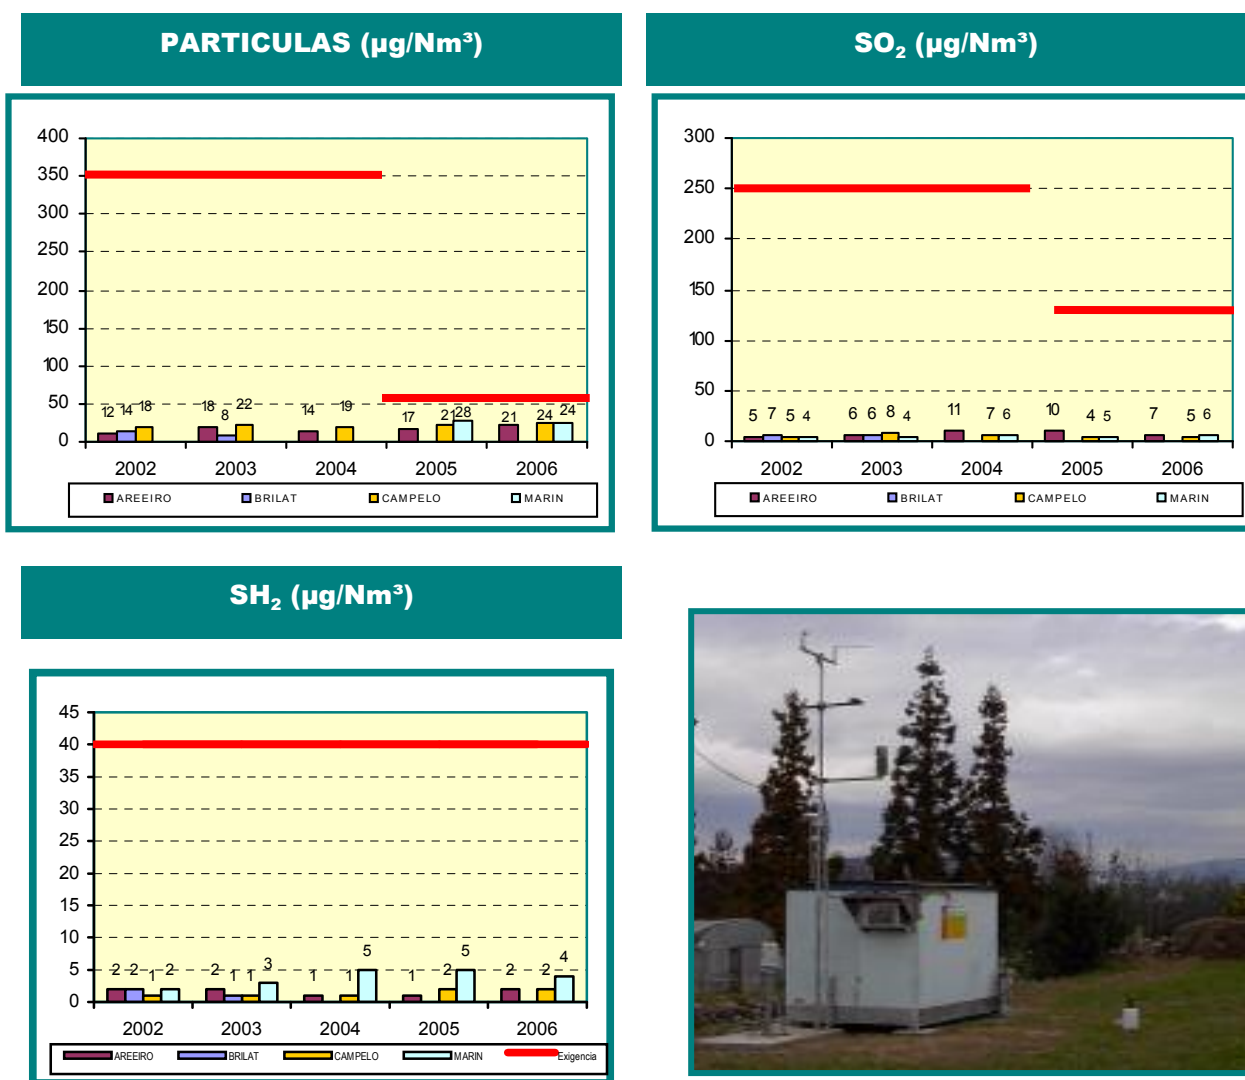 PARTICULAS (µg/Nm³)
400
350
300
250
200
150
100
50
0
12 14 18
18 8 22
14 19
17 21 28
21 24 24
2002 2003 2004 2005 2006
AREEIRO BRILAT CAMPELO MARIN
SO₂ (µg/Nm³)
300
250
200
150
100
50
0
5 7 5 4
6 6 8 4
11 7 6
10 4 5
7 5 6
2002 2003 2004 2005 2006
AREEIRO BRILAT CAMPELO MARIN
SH₂ (µg/Nm³)
45
40
35
30
25
20
15
10
5
0
2 2 1 2
2 1 1 3
1 1 5
1 2 5
2 2 4
2002 2003 2004 2005 2006
AREEIRO BRILAT CAMPELO MARIN Exigencia